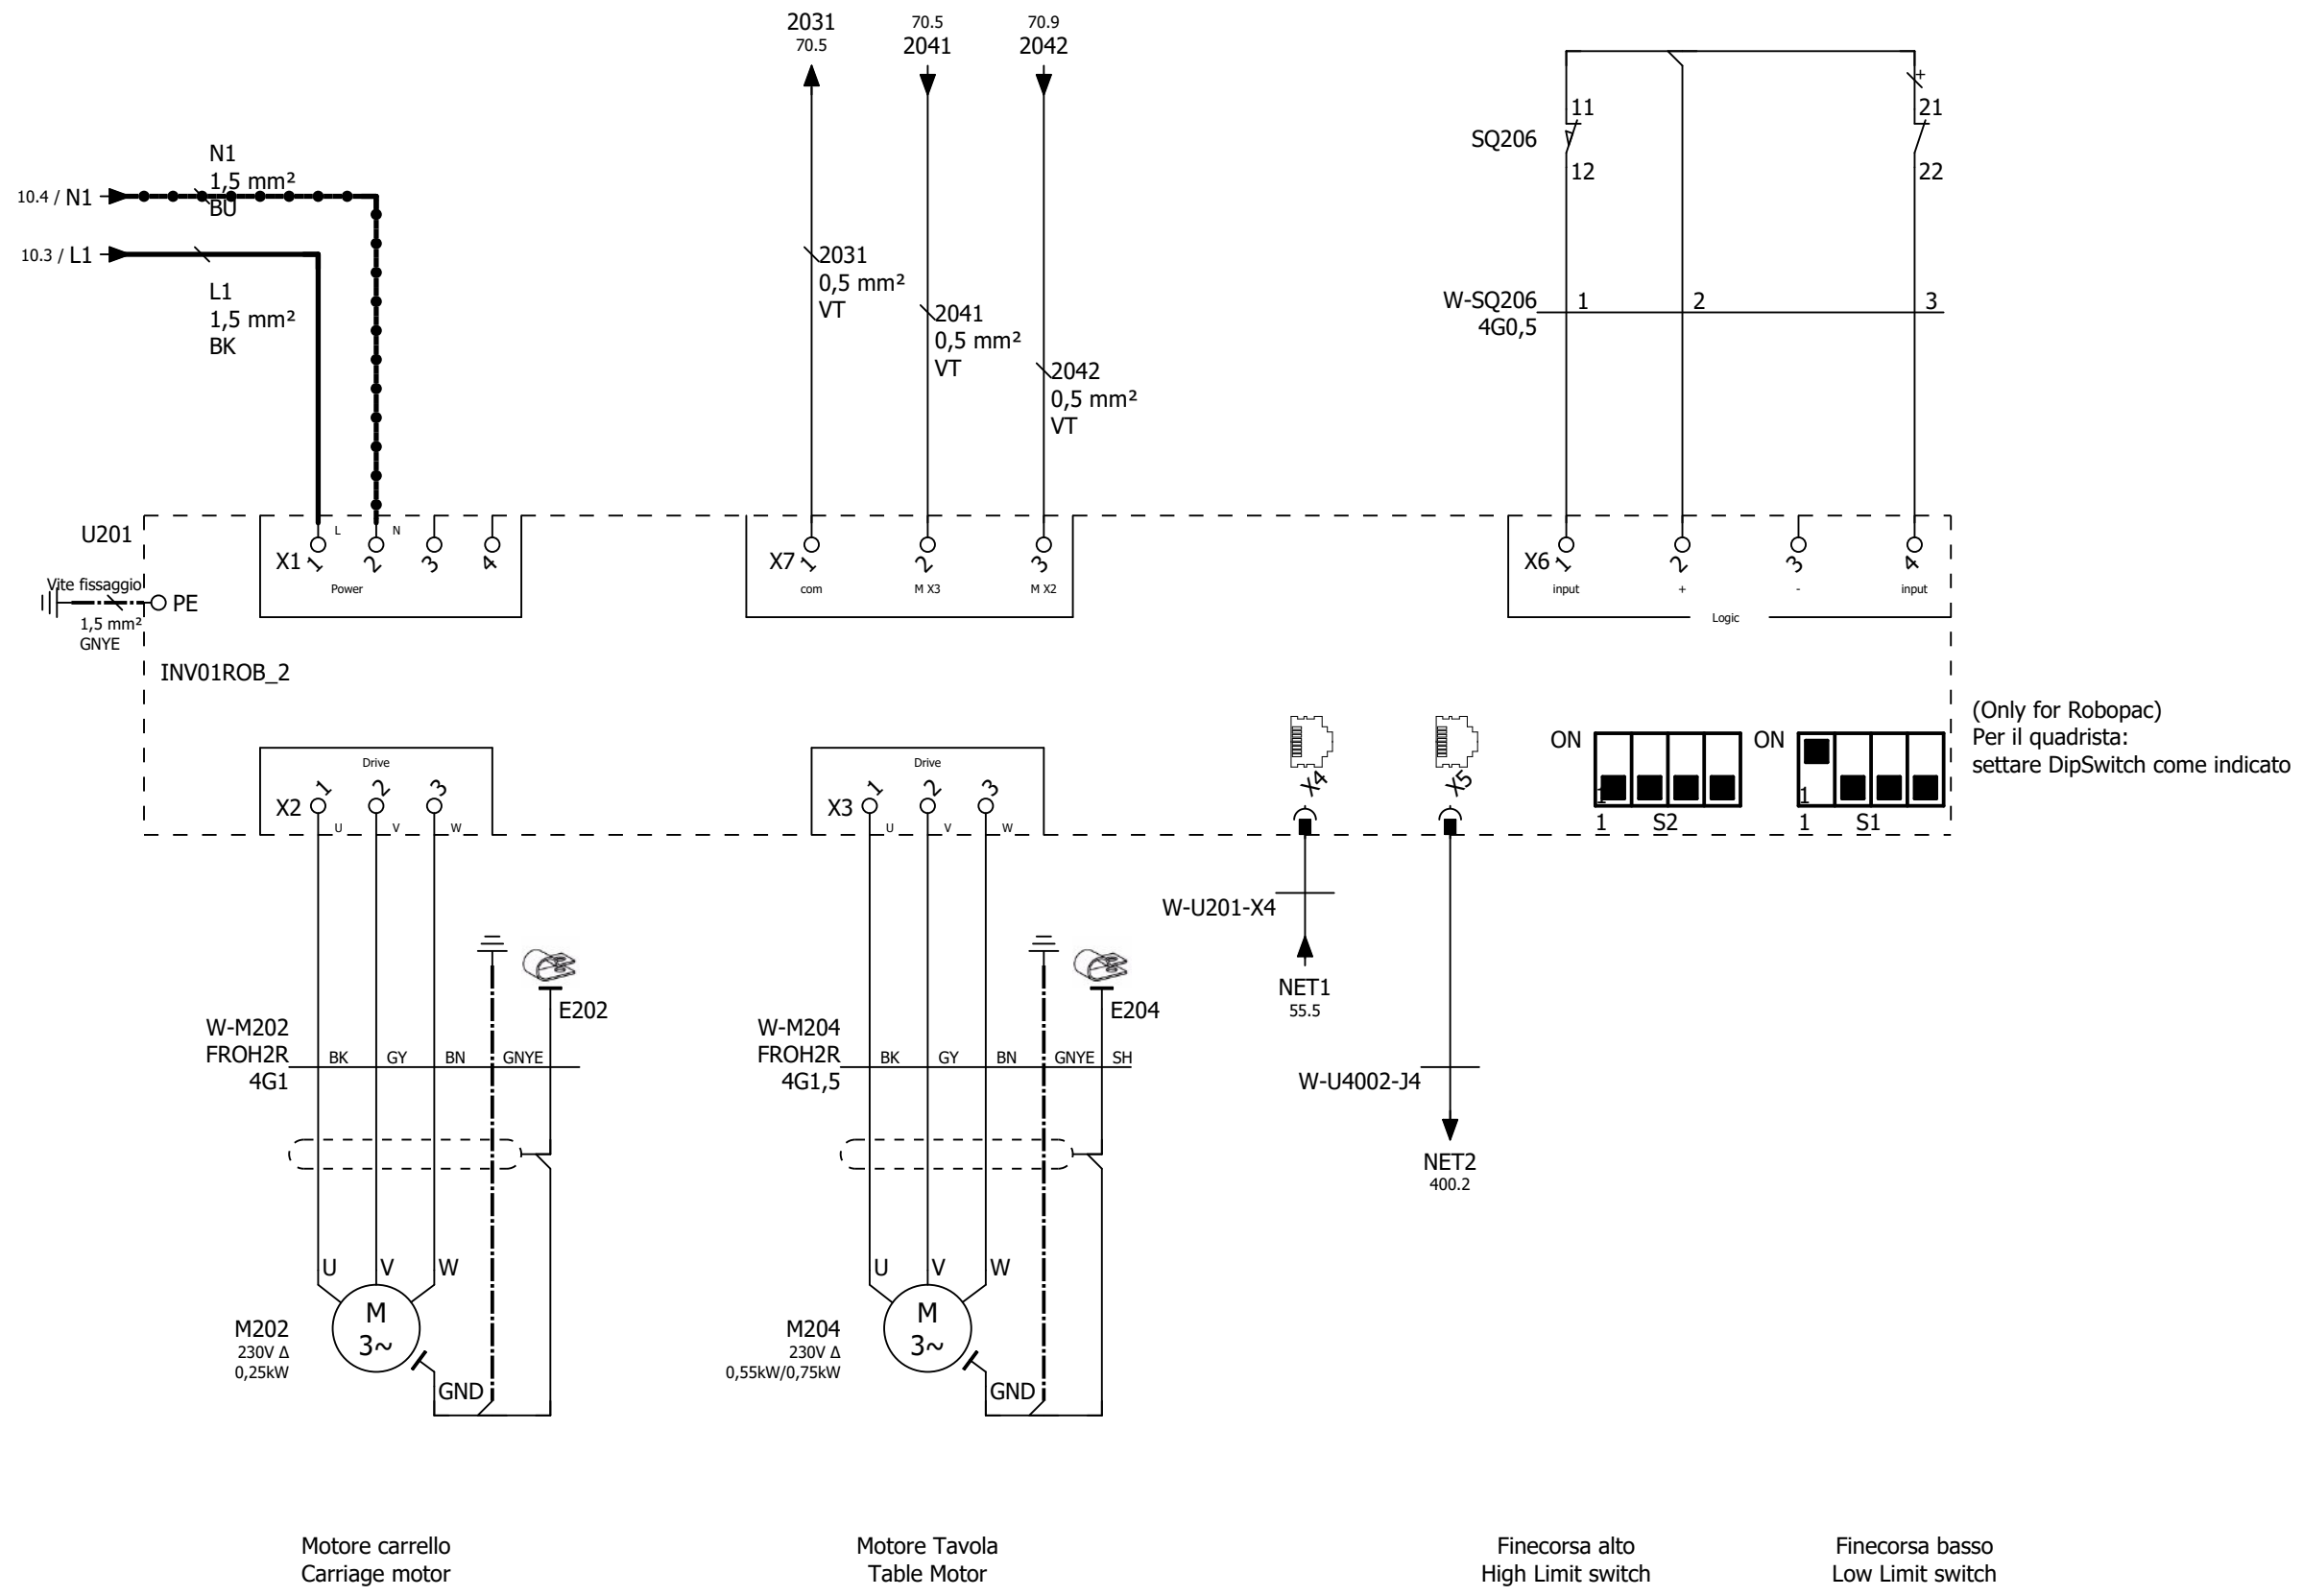 2031
70.5
70.5
2041
70.9
2042
N1
1,5 mm²
BU
10.4 / N1
10.3 / L1
L1
1,5 mm²
BK
2031
0,5 mm²
VT
2041
0,5 mm²
VT
2042
0,5 mm²
VT
11
SQ206
12
+
21
22
W-SQ206
4G0,5
1
2
3
U201
Vite fissaggio
PE
1,5 mm²
GNYE
INV01ROB_2
X1
L
N
1
2
3
4
Power
X7
1
2
3
com
M X3
M X2
X6
1
2
3
4
input
+
-
input
Logic
Drive
X2
1
2
3
U
V
W
Drive
X3
1
2
3
U
V
W
X4
X5
ON
1
1
S2
ON
1
1
S1
(Only for Robopac)
Per il quadrista:
settare DipSwitch come indicato
W-U201-X4
NET1
55.5
W-U4002-J4
NET2
400.2
E202
W-M202
FROH2R
4G1
BK
GY
BN
GNYE
E204
W-M204
FROH2R
4G1,5
BK
GY
BN
GNYE
SH
U
V
W
M
3~
M202
230V Δ
0,25kW
GND
U
V
W
M
3~
M204
230V Δ
0,55kW/0,75kW
GND
Motore carrello
Carriage motor
Motore Tavola
Table Motor
Finecorsa alto
High Limit switch
Finecorsa basso
Low Limit switch